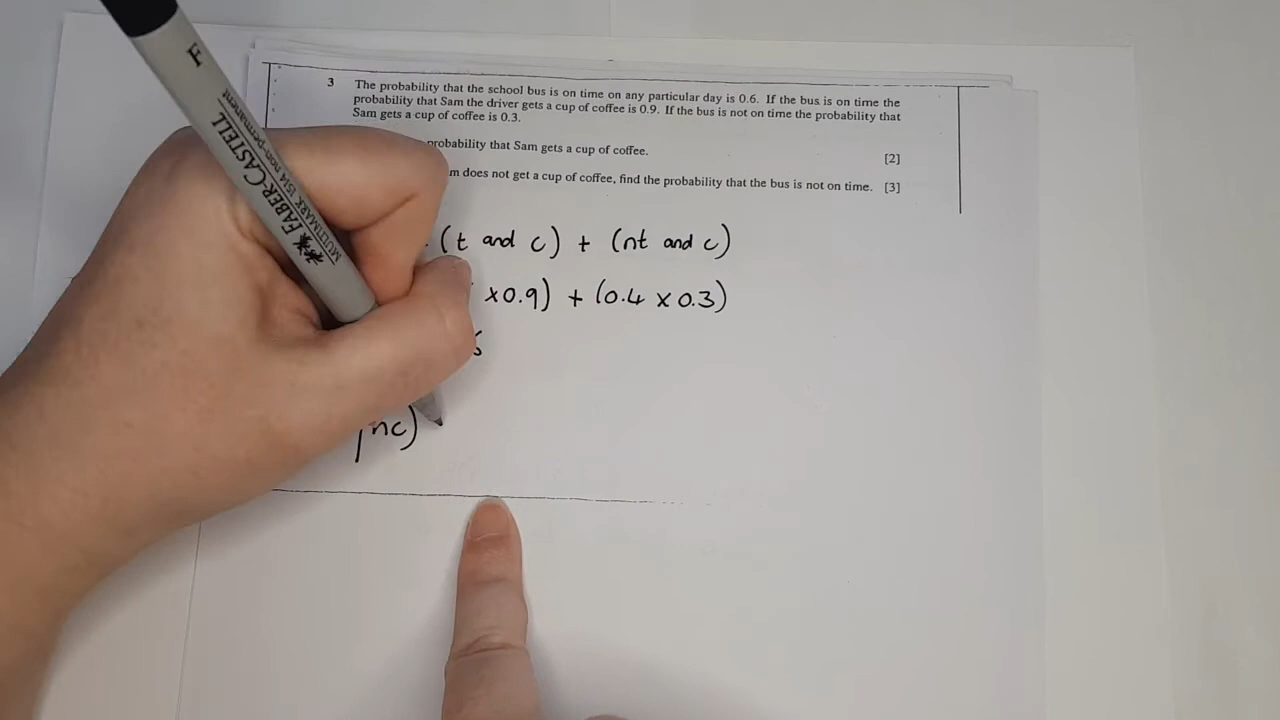 3 The probability that the school bus is on time on any particular day is 0.6. If the bus is on time the
probability that Sam the driver gets a cup of coffee is 0.9. If the bus is not on time the probability that
Sam gets a cup of coffee is 0.3.
probability that Sam gets a cup of coffee. [2]
m does not get a cup of coffee, find the probability that the bus is not on time. [3]
(t and c) + (nt and c)
×0.9) + (0.4 × 0.3)
nc)
F
FABER-CASTELL
MULTIMARK 1514 non-permanent